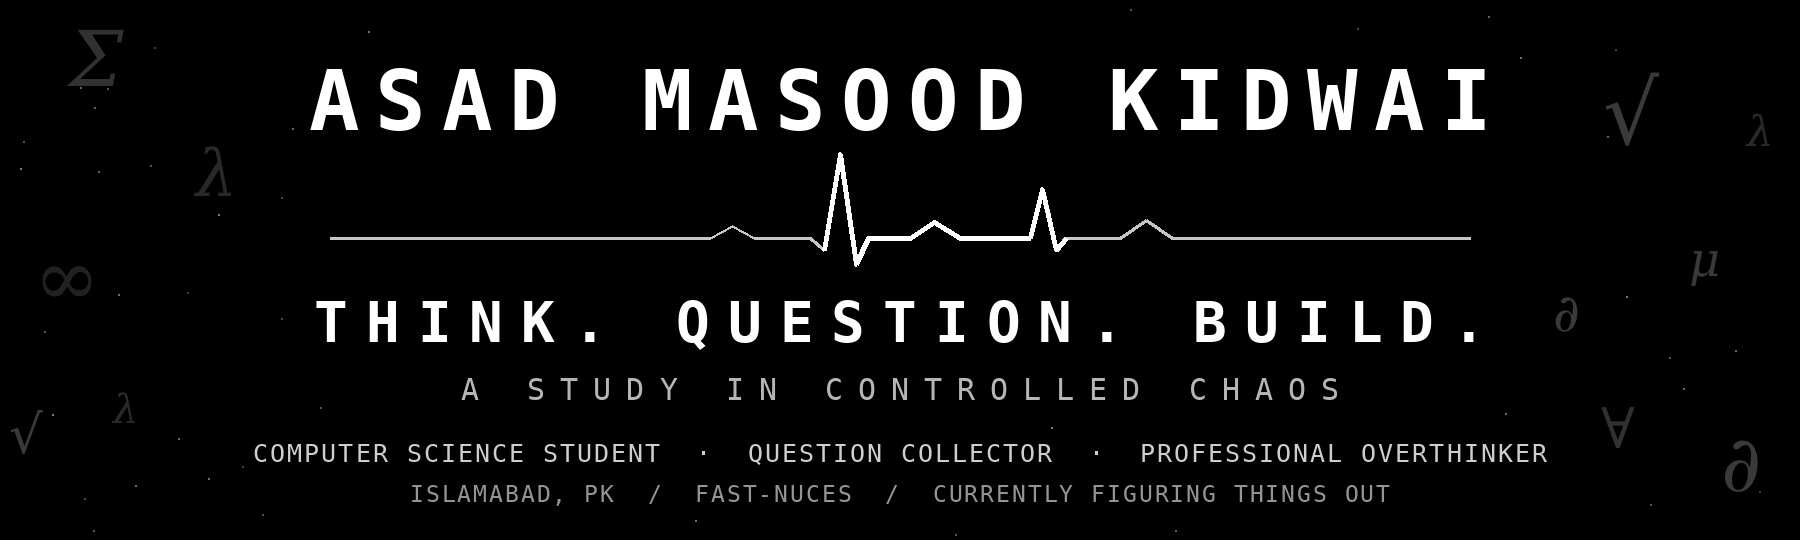 ASAD MASOOD KIDWAI
THINK. QUESTION. BUILD.
A STUDY IN CONTROLLED CHAOS
COMPUTER SCIENCE STUDENT · QUESTION COLLECTOR · PROFESSIONAL OVERTHINKER
ISLAMABAD, PK / FAST-NUCES / CURRENTLY FIGURING THINGS OUT
Σ
λ
∞
λ
√
√
λ
μ
∂
∀
∂